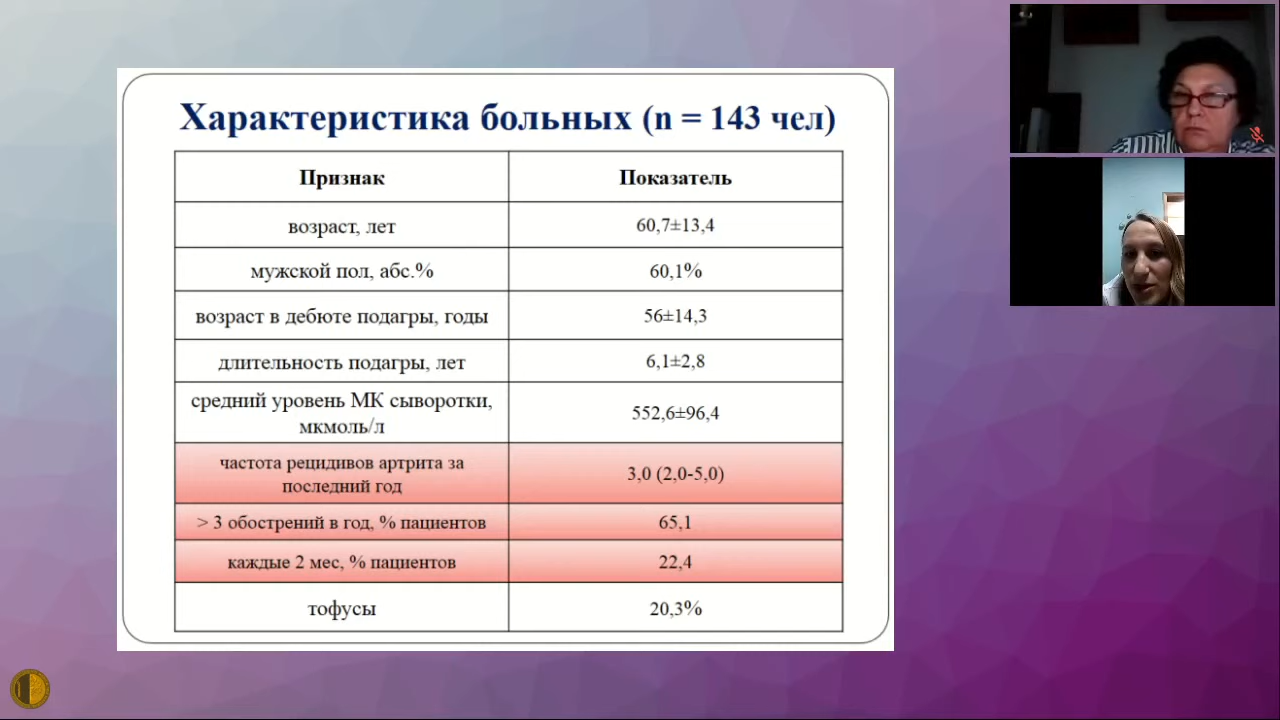 Характеристика больных (n = 143 чел)
Признак Показатель
возраст, лет 60,7±13,4
мужской пол, абс.% 60,1%
возраст в дебюте подагры, годы 56±14,3
длительность подагры, лет 6,1±2,8
средний уровень МК сыворотки,
мкмоль/л 552,6±96,4
частота рецидивов артрита за
последний год 3,0 (2,0-5,0)
> 3 обострений в год, % пациентов 65,1
каждые 2 мес, % пациентов 22,4
тофусы 20,3%